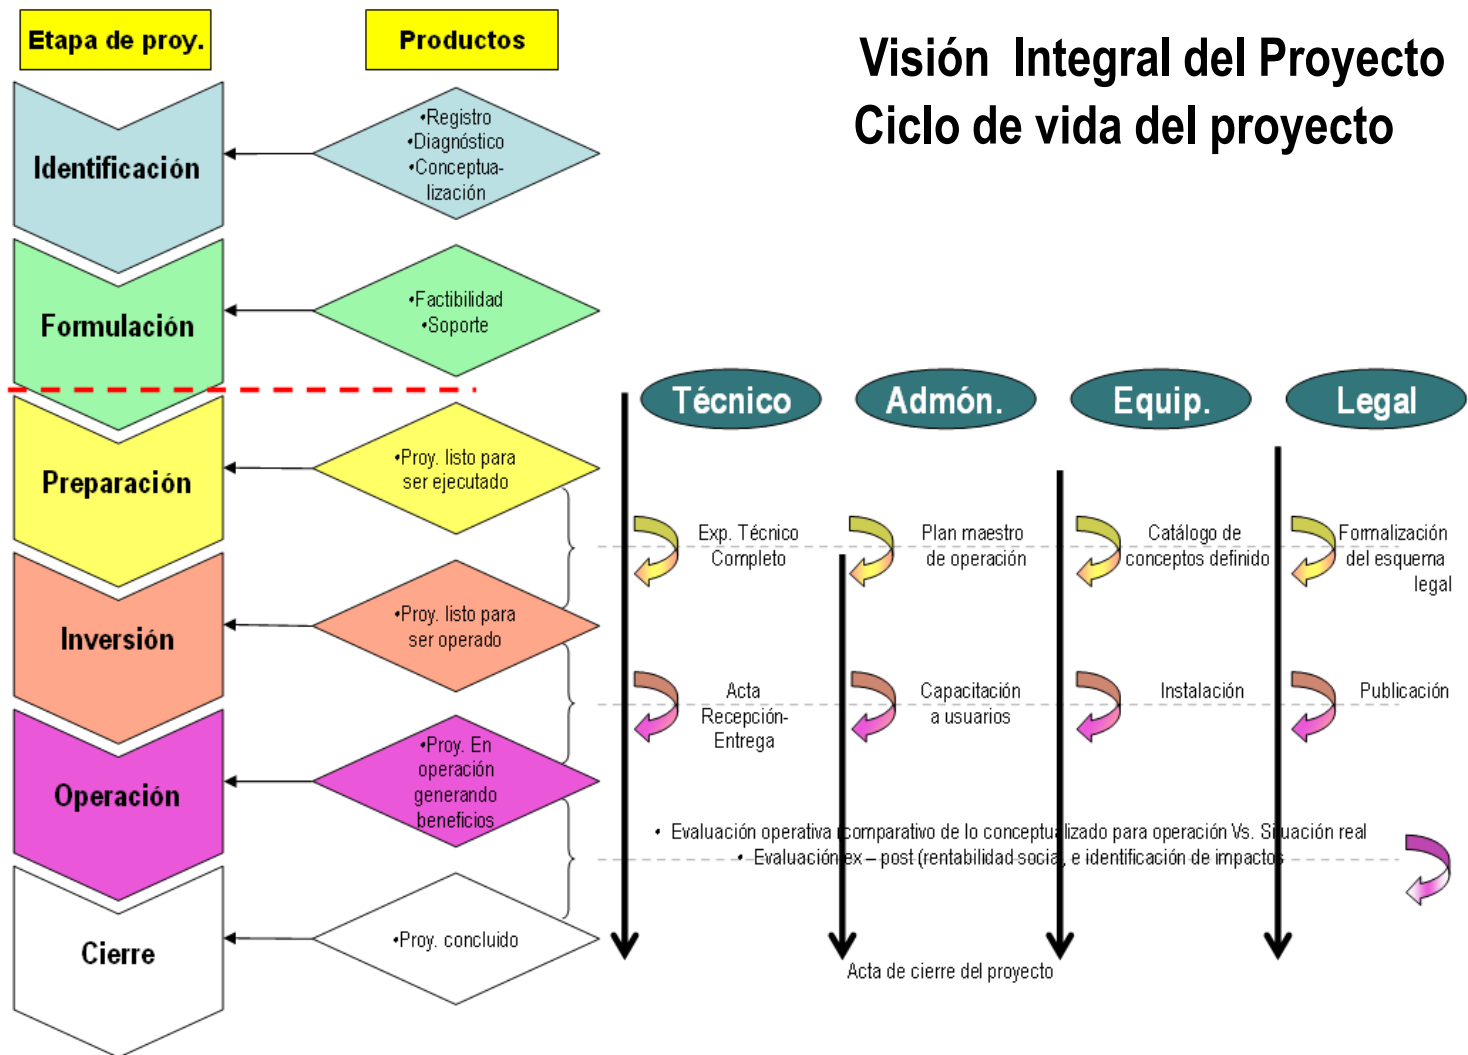 Visión Integral del Proyecto
Ciclo de vida del proyecto
Etapa de proy.
Productos
Identificación
•Registro
•Diagnóstico
•Conceptua-
lización
Formulación
•Factibilidad
•Soporte
Técnico
Admón.
Equip.
Legal
Preparación
•Proy. listo para
ser ejecutado
Exp. Técnico
Completo
Plan maestro
de operación
Catálogo de
conceptos definido
Formalización
del esquema
legal
Inversión
•Proy. listo para
ser operado
Acta
Recepción-
Entrega
Capacitación
a usuarios
Instalación
Publicación
Operación
•Proy. En
operación
generando
beneficios
• Evaluación operativa (comparativo de lo conceptualizado para operación Vs. Situación real
• Evaluación ex – post (rentabilidad social, e identificación de impactos
Cierre
•Proy. concluido
Acta de cierre del proyecto